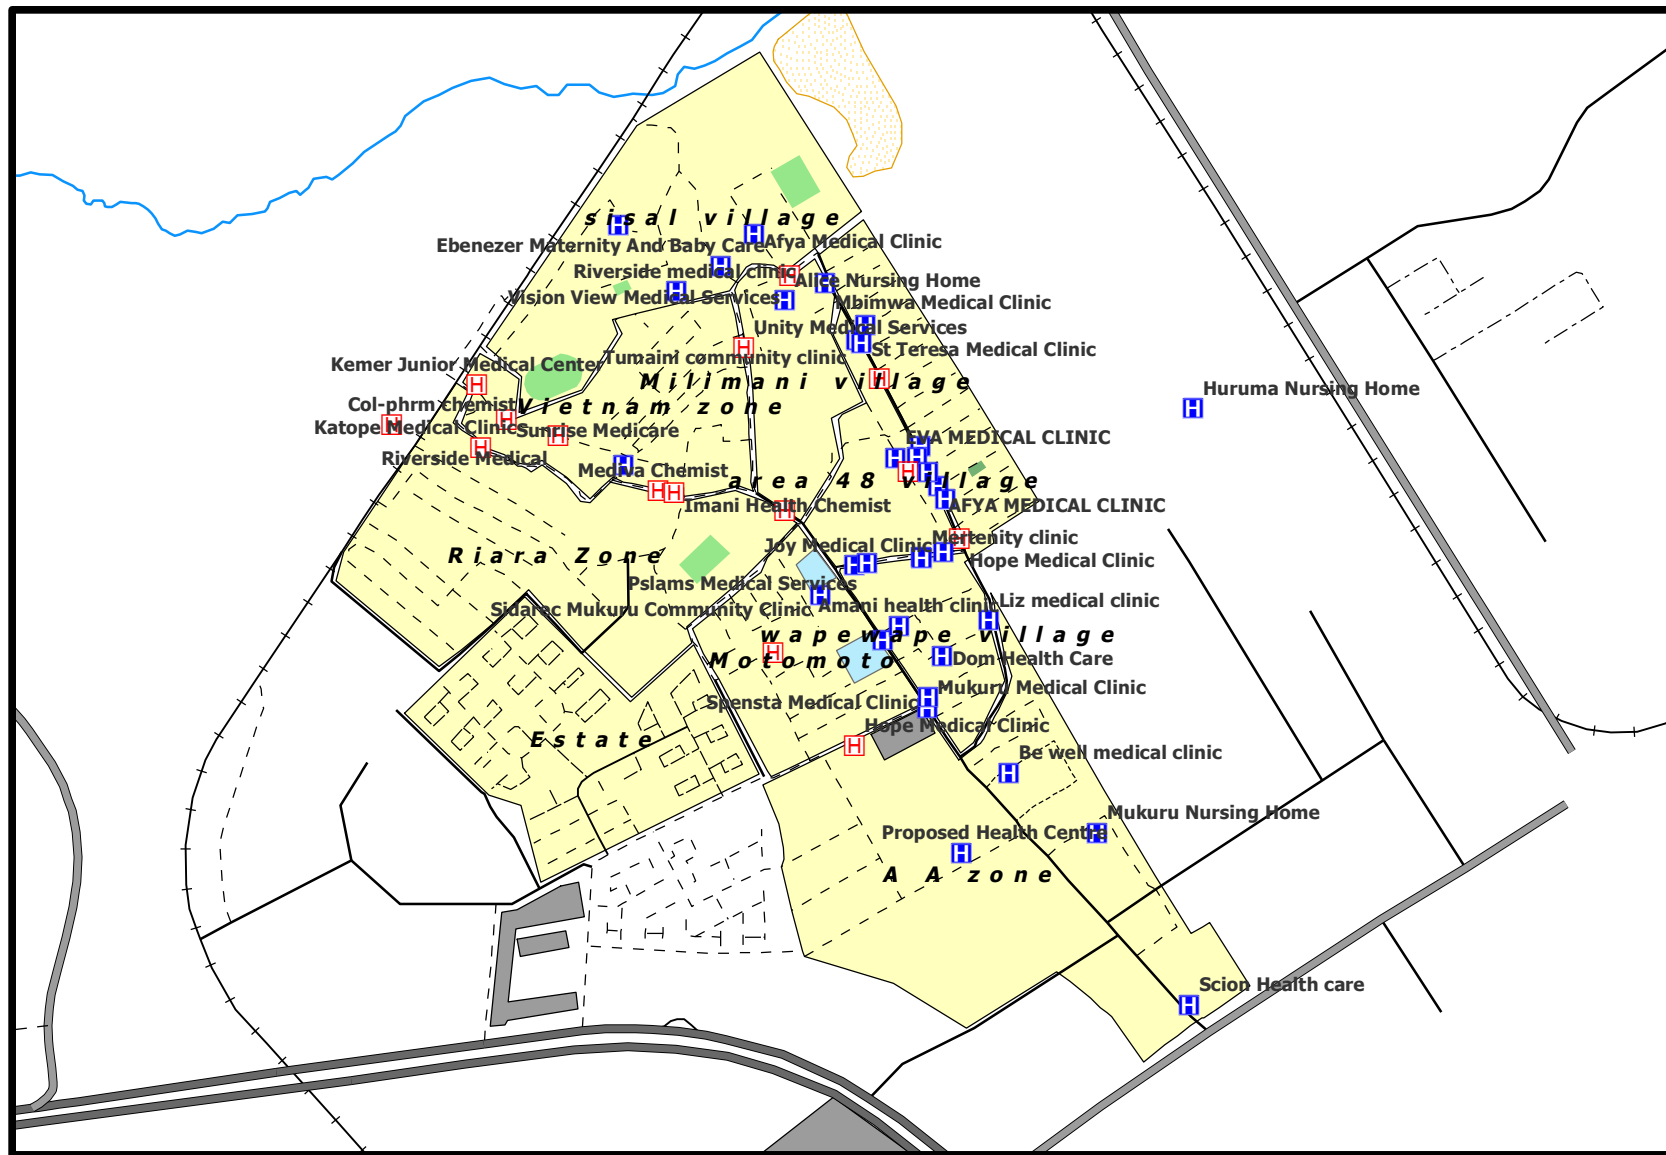 sisal village
Ebenezer Maternity And Baby Care
Afya Medical Clinic
Riverside medical clinic
Alice Nursing Home
Vision View Medical Services
Mbimwa Medical Clinic
Unity Medical Services
St Teresa Medical Clinic
Tumaini community clinic
Kemer Junior Medical Center
Milimani village
Huruma Nursing Home
Col-phrm chemist
Vietnam zone
Katope Medical Clinics
Sunrise Medicare
EVA MEDICAL CLINIC
Riverside Medical
Mediva Chemist
area 48 village
Imani Health Chemist
AFYA MEDICAL CLINIC
Mertenity clinic
Joy Medical Clinic
Riara Zone
Hope Medical Clinic
Pslams Medical Services
Sidarec Mukuru Community Clinic
Amani health clinic
Liz medical clinic
wapewape village
Motomoto
Dom Health Care
Mukuru Medical Clinic
Spensta Medical Clinic
Hope Medical Clinic
Estate
Be well medical clinic
Mukuru Nursing Home
Proposed Health Centre
A A zone
Scion Health care